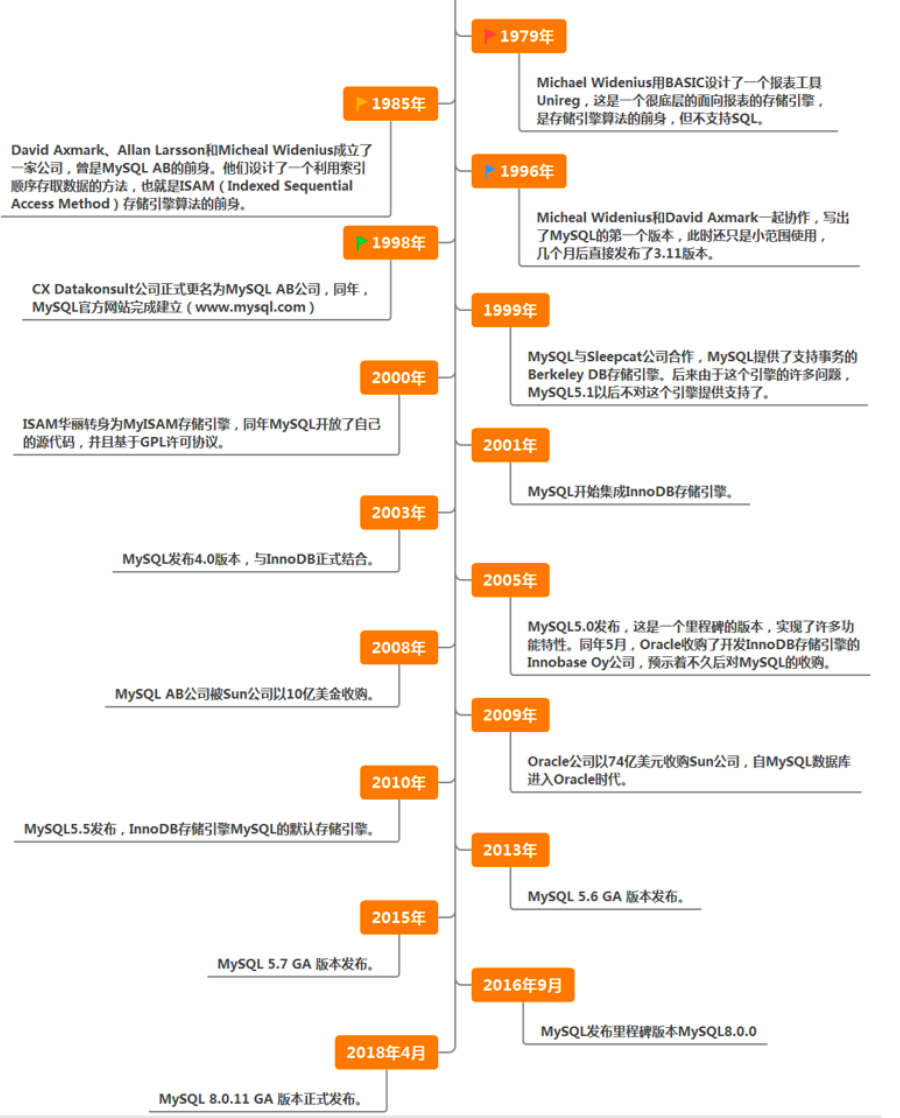 1979年
Michael Widenius用BASIC设计了一个报表工具
Unireg，这是一个很底层的面向报表的存储引擎，
是存储引擎算法的前身，但不支持SQL。
1985年
David Axmark、Allan Larsson和Micheal Widenius成立了
一家公司，曾是MySQL AB的前身。他们设计了一个利用索引
顺序存取数据的方法，也就是ISAM（Indexed Sequential
Access Method）存储引擎算法的前身。
1996年
Micheal Widenius和David Axmark一起协作，写出
了MySQL的第一个版本，此时还只是小范围使用，
几个月后直接发布了3.11版本。
1998年
CX Datakonsult公司正式更名为MySQL AB公司，同年，
MySQL官方网站完成建立（www.mysql.com）
1999年
MySQL与Sleepcat公司合作，MySQL提供了支持事务的
Berkeley DB存储引擎。后来由于这个引擎的许多问题，
MySQL5.1以后不对这个引擎提供支持了。
2000年
ISAM华丽转身为MyISAM存储引擎，同年MySQL开放了自己
的源代码，并且基于GPL许可协议。
2001年
MySQL开始集成InnoDB存储引擎。
2003年
MySQL发布4.0版本，与InnoDB正式结合。
2005年
MySQL5.0发布，这是一个里程碑的版本，实现了许多功
能特性。同年5月，Oracle收购了开发InnoDB存储引擎的
Innobase Oy公司，预示着不久后对MySQL的收购。
2008年
MySQL AB公司被Sun公司以10亿美金收购。
2009年
Oracle公司以74亿美元收购Sun公司，自MySQL数据库
进入Oracle时代。
2010年
MySQL5.5发布，InnoDB存储引擎MySQL的默认存储引擎。
2013年
MySQL 5.6 GA 版本发布。
2015年
MySQL 5.7 GA 版本发布。
2016年9月
MySQL发布里程碑版本MySQL8.0.0
2018年4月
MySQL 8.0.11 GA 版本正式发布。